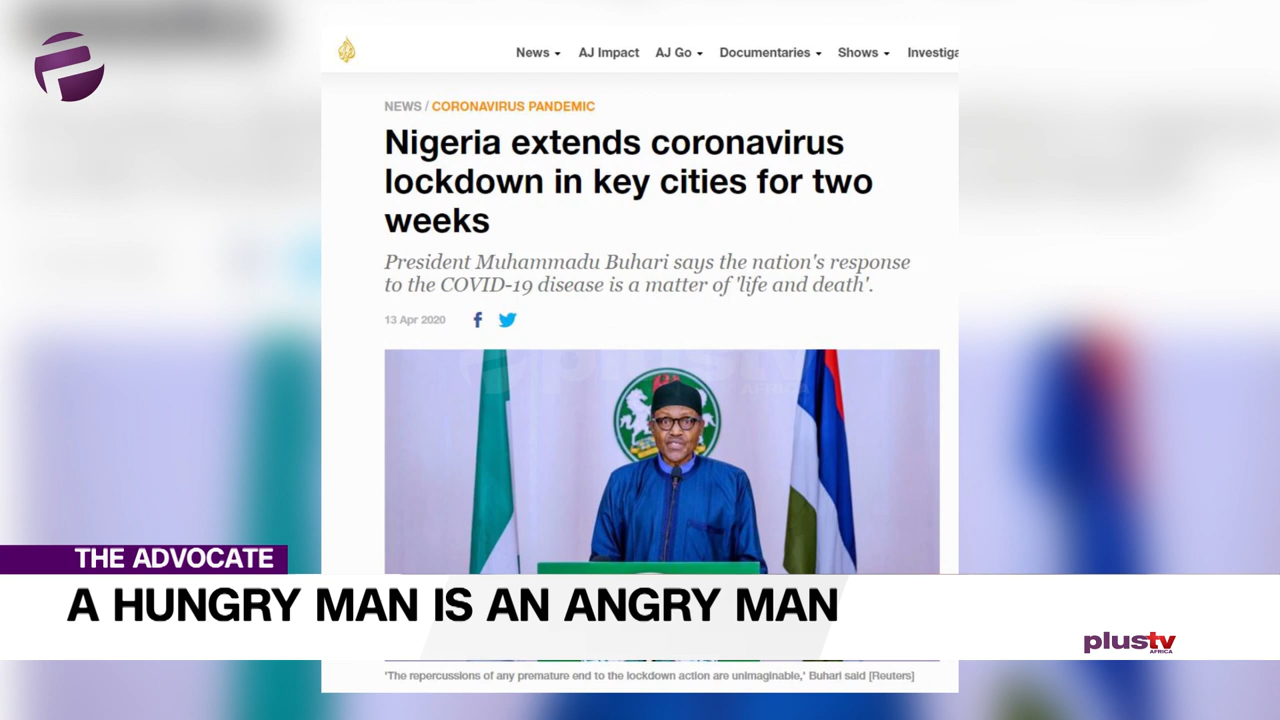 News AJ Impact AJ Go Documentaries Shows Investiga
NEWS / CORONAVIRUS PANDEMIC
Nigeria extends coronavirus
lockdown in key cities for two
weeks
President Muhammadu Buhari says the nation's response
to the COVID-19 disease is a matter of 'life and death'.
13 Apr 2020
THE ADVOCATE
A HUNGRY MAN IS AN ANGRY MAN
plustv
AFRICA
'The repercussions of any premature end to the lockdown action are unimaginable,' Buhari said [Reuters]